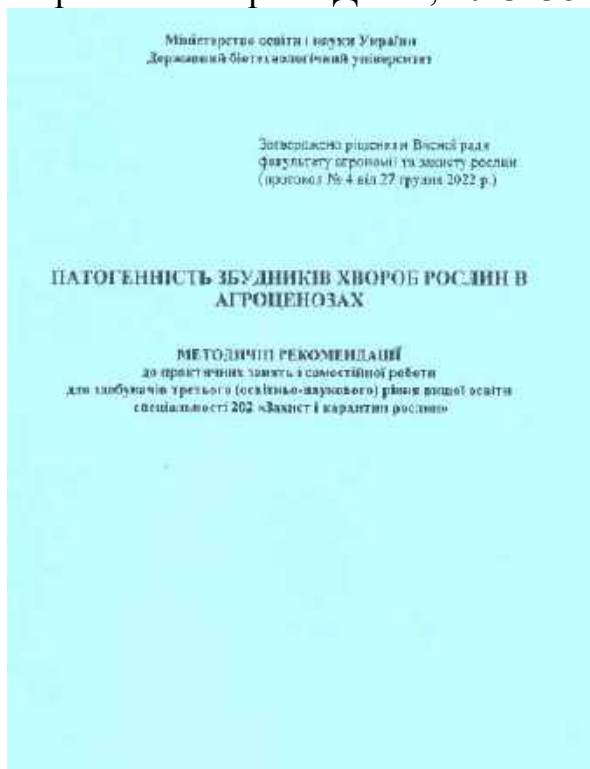 Міністерство освіти і науки України
Державний біотехнологічний університет
Затверджено рішенням Вченої ради
факультету агрономії та захисту рослин
(протокол № 4 від 27 грудня 2022 р.)
ПАТОГЕННІСТЬ ЗБУДНИКІВ ХВОРОБ РОСЛИН В
АГРОЦЕНОЗАХ
МЕТОДИЧНІ РЕКОМЕНДАЦІЇ
до практичних занять і самостійної роботи
для здобувачів третього (освітньо-наукового) рівня вищої освіти
спеціальності 202 «Захист і карантин рослин»